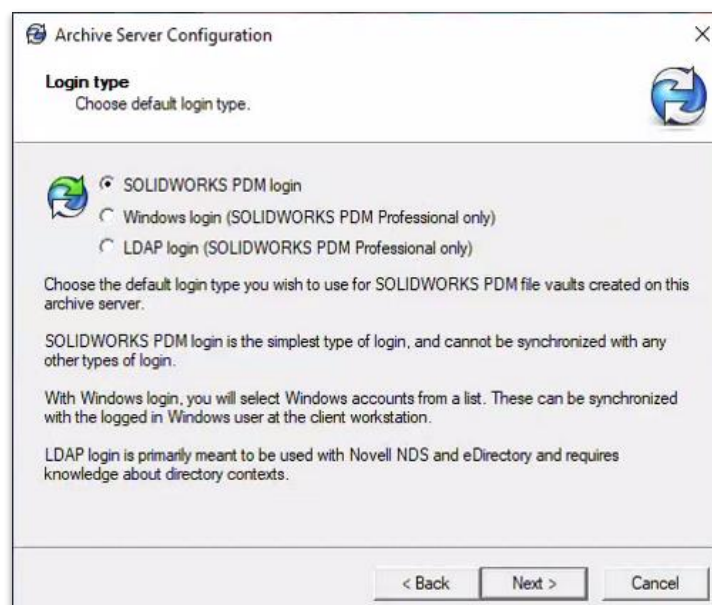 Archive Server Configuration
Login type
Choose default login type.
SOLIDWORKS PDM login
Windows login (SOLIDWORKS PDM Professional only)
LDAP login (SOLIDWORKS PDM Professional only)
Choose the default login type you wish to use for SOLIDWORKS PDM file vaults created on this
archive server.
SOLIDWORKS PDM login is the simplest type of login, and cannot be synchronized with any
other types of login.
With Windows login, you will select Windows accounts from a list. These can be synchronized
with the logged in Windows user at the client workstation.
LDAP login is primarily meant to be used with Novell NDS and eDirectory and requires
knowledge about directory contexts.
< Back Next > Cancel